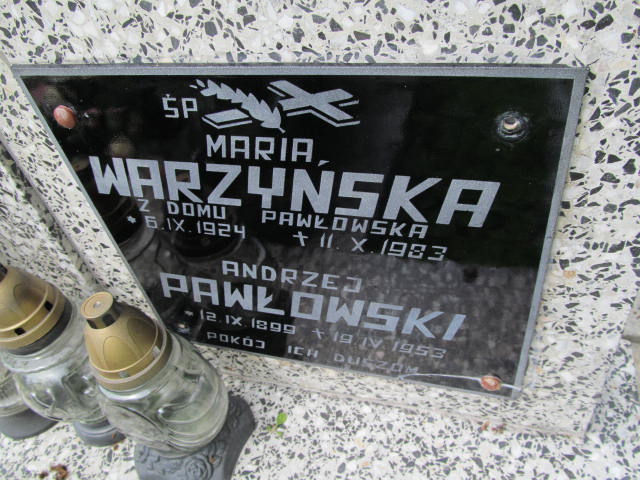 ŚP
MARIA
WARZYŃSKA
Z DOMU PAWŁOWSKA
* 6.IX.1924 + 11.X.1983
ANDRZEJ
PAWŁOWSKI
* 12.IX.1899 + 19.IV.1953
POKÓJ ICH DUSZOM